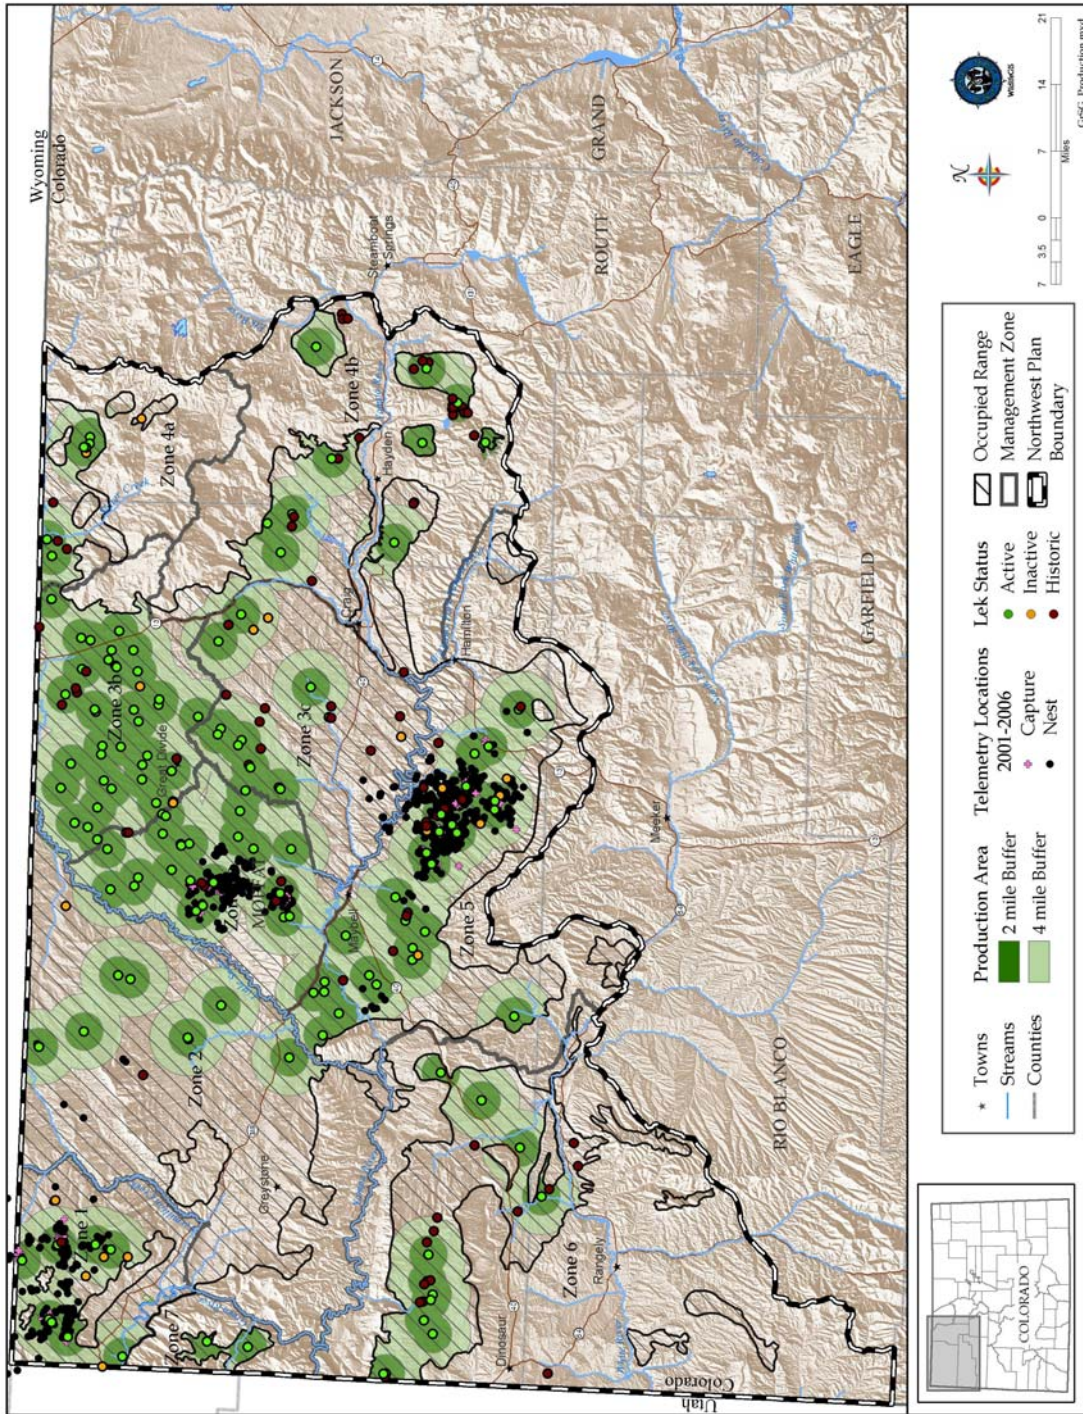 Wyoming
Colorado
JACKSON
GRAND
ROUTT
EAGLE
GARFIELD
RIO BLANCO
MOFFAT
Utah
Colorado
Zone 1
Zone
Zone 2
Zone
Zone 3b
Zone 3c
Zone 4a
Zone 4b
Zone 5
Zone 6
Great Divide
Steamboat
Springs
Hayden
Craig
Hamilton
Maybell
Greystone
Meeker
Rangely
Dinosaur
COLORADO
Towns
Streams
Counties
Production Area
2 mile Buffer
4 mile Buffer
Telemetry Locations
2001-2006
Capture
Nest
Lek Status
Active
Inactive
Historic
Occupied Range
Management Zone
Northwest Plan
Boundary
N
7 3.5 0 7 14 21
Miles
GrSG_Production.mxd